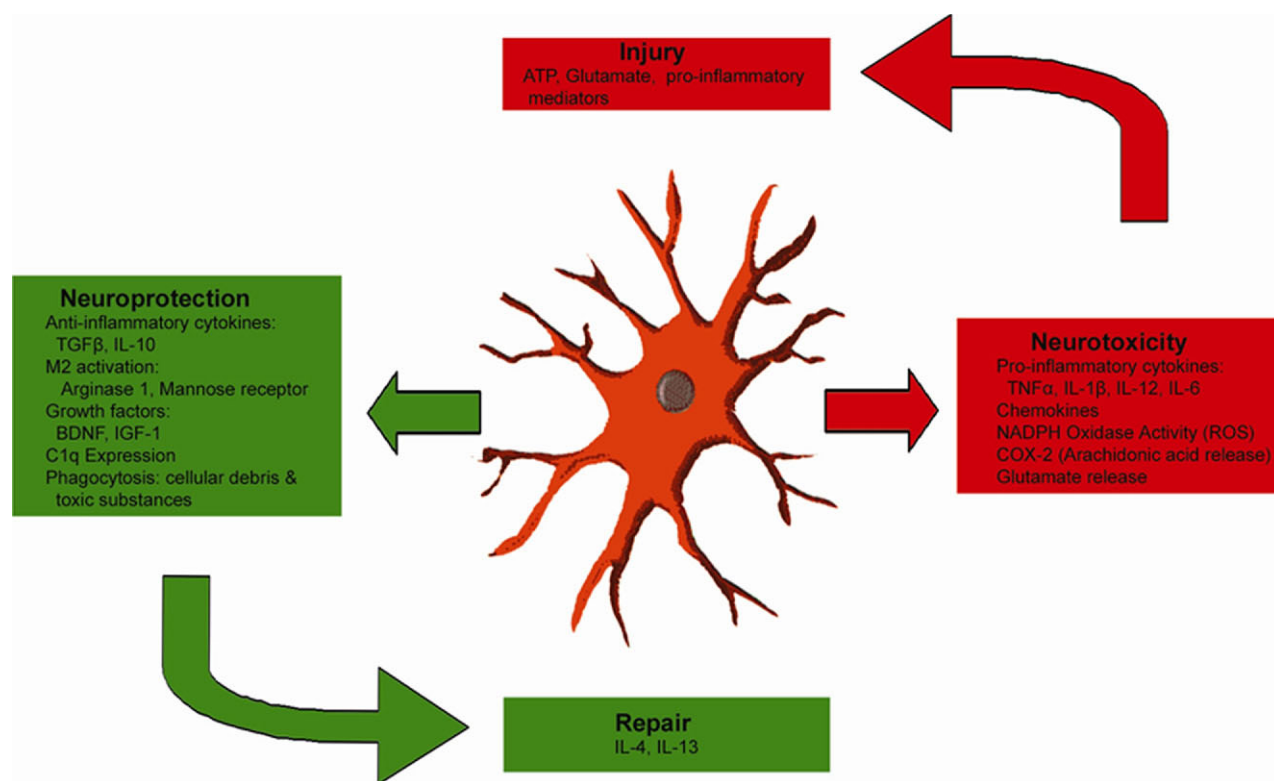 Injury
ATP, Glutamate, pro-inflammatory
mediators
Neuroprotection
Anti-inflammatory cytokines:
TGFβ, IL-10
M2 activation:
Arginase 1, Mannose receptor
Growth factors:
BDNF, IGF-1
C1q Expression
Phagocytosis: cellular debris &
toxic substances
Neurotoxicity
Pro-inflammatory cytokines:
TNFα, IL-1β, IL-12, IL-6
Chemokines
NADPH Oxidase Activity (ROS)
COX-2 (Arachidonic acid release)
Glutamate release
Repair
IL-4, IL-13